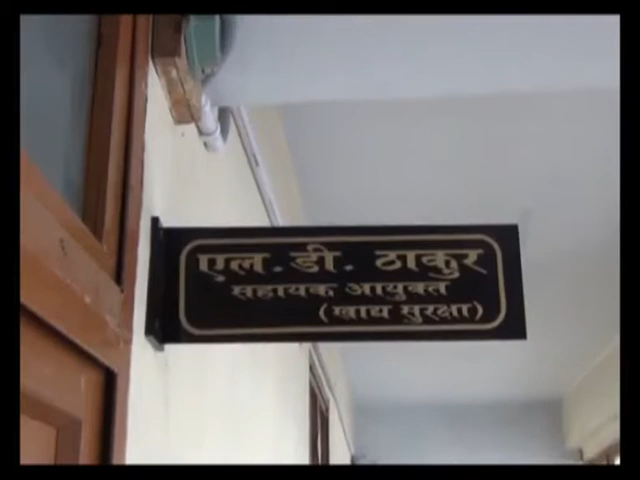 एल. डी. ठाकुर
सहायक आयुक्त
(खाद्य सुरक्षा)